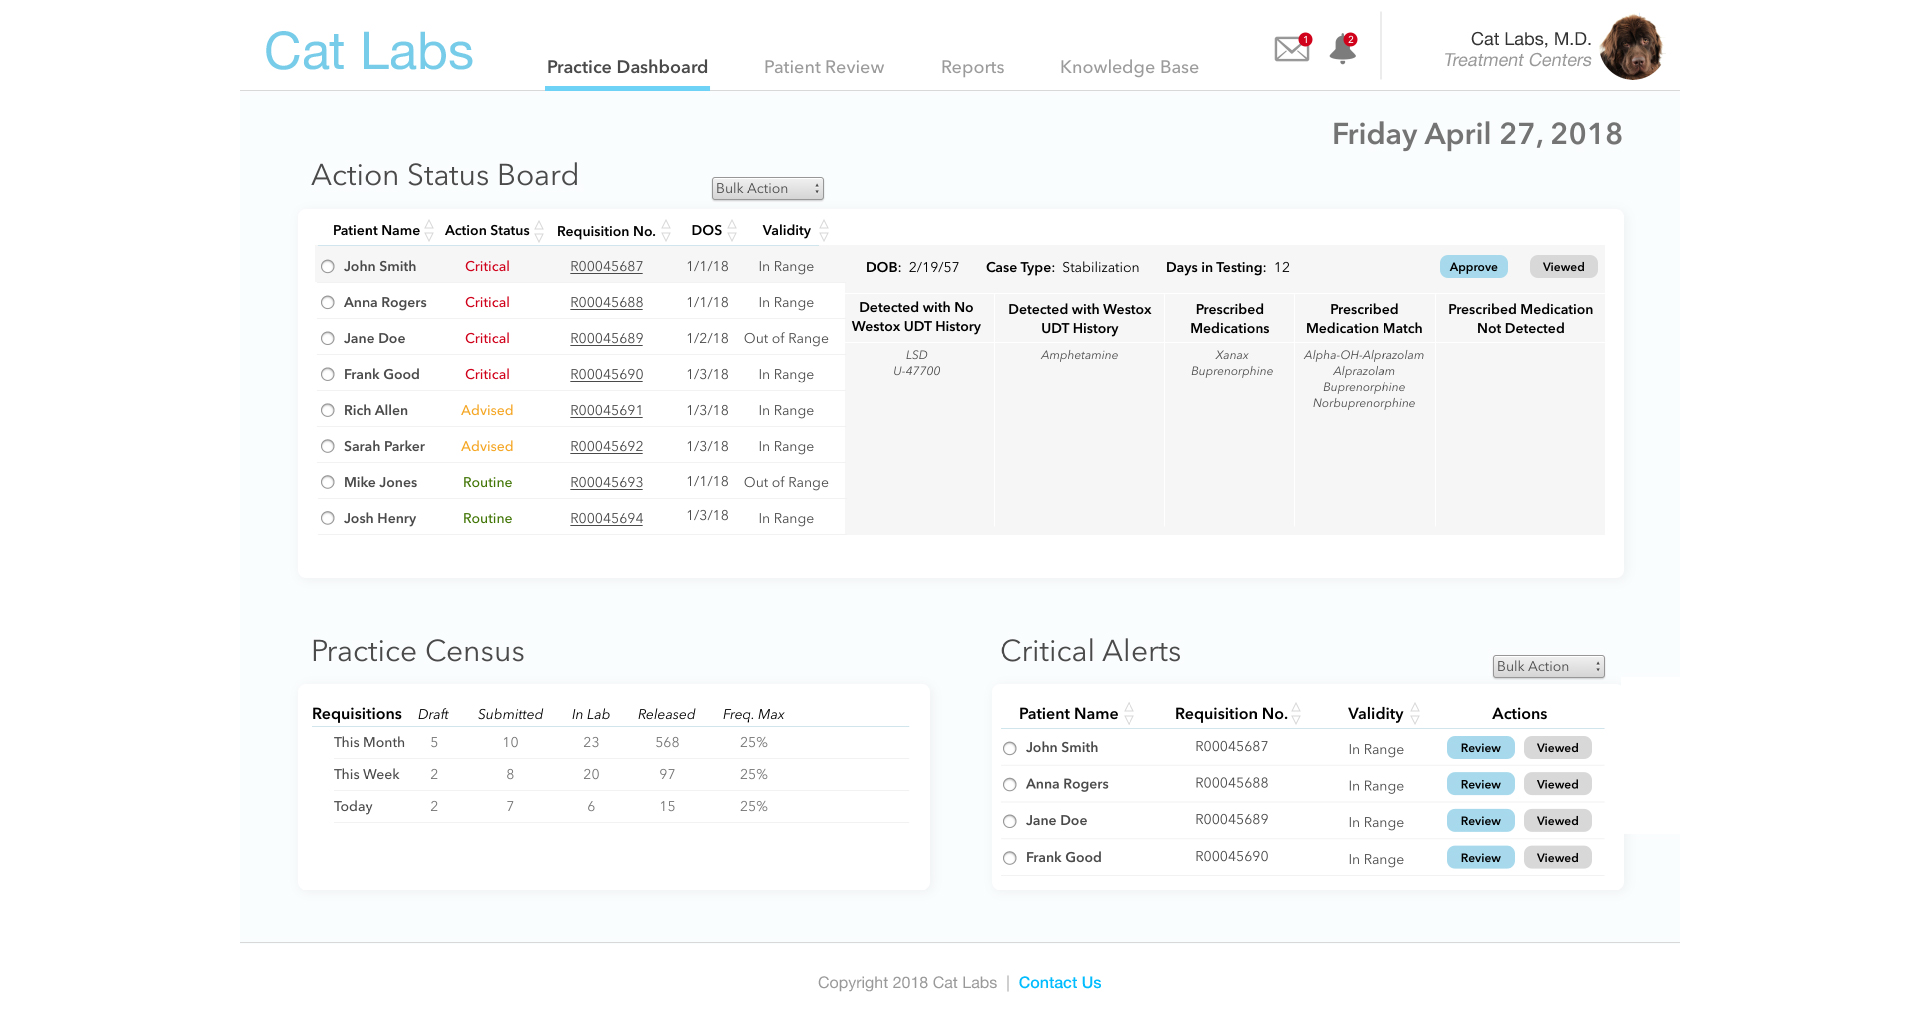 Cat Labs
Practice Dashboard Patient Review Reports Knowledge Base
1 2
Cat Labs, M.D.
Treatment Centers
Friday April 27, 2018
Action Status Board
Bulk Action
Patient Name Action Status Requisition No. DOS Validity
John Smith Critical R00045687 1/1/18 In Range
Anna Rogers Critical R00045688 1/1/18 In Range
Jane Doe Critical R00045689 1/2/18 Out of Range
Frank Good Critical R00045690 1/3/18 In Range
Rich Allen Advised R00045691 1/3/18 In Range
Sarah Parker Advised R00045692 1/3/18 In Range
Mike Jones Routine R00045693 1/1/18 Out of Range
Josh Henry Routine R00045694 1/3/18 In Range
DOB: 2/19/57 Case Type: Stabilization Days in Testing: 12 Approve Viewed
Detected with No
Westox UDT History
LSD
U-47700
Detected with Westox
UDT History
Amphetamine
Prescribed
Medications
Xanax
Buprenorphine
Prescribed
Medication Match
Alpha-OH-Alprazolam
Alprazolam
Buprenorphine
Norbuprenorphine
Prescribed Medication
Not Detected
Practice Census
Requisitions Draft Submitted In Lab Released Freq. Max
This Month 5 10 23 568 25%
This Week 2 8 20 97 25%
Today 2 7 6 15 25%
Critical Alerts
Bulk Action
Patient Name Requisition No. Validity Actions
John Smith R00045687 In Range Review Viewed
Anna Rogers R00045688 In Range Review Viewed
Jane Doe R00045689 In Range Review Viewed
Frank Good R00045690 In Range Review Viewed
Copyright 2018 Cat Labs | Contact Us